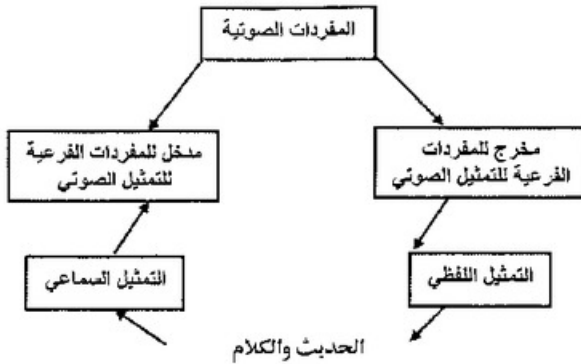 المفردات الصوتية
مخرج للمفردات
الفرعية للتمثيل الصوتي
مدخل للمفردات الفرعية
للتمثيل الصوتي
التمثيل اللفظي
التمثيل السماعي
الحديث والكلام